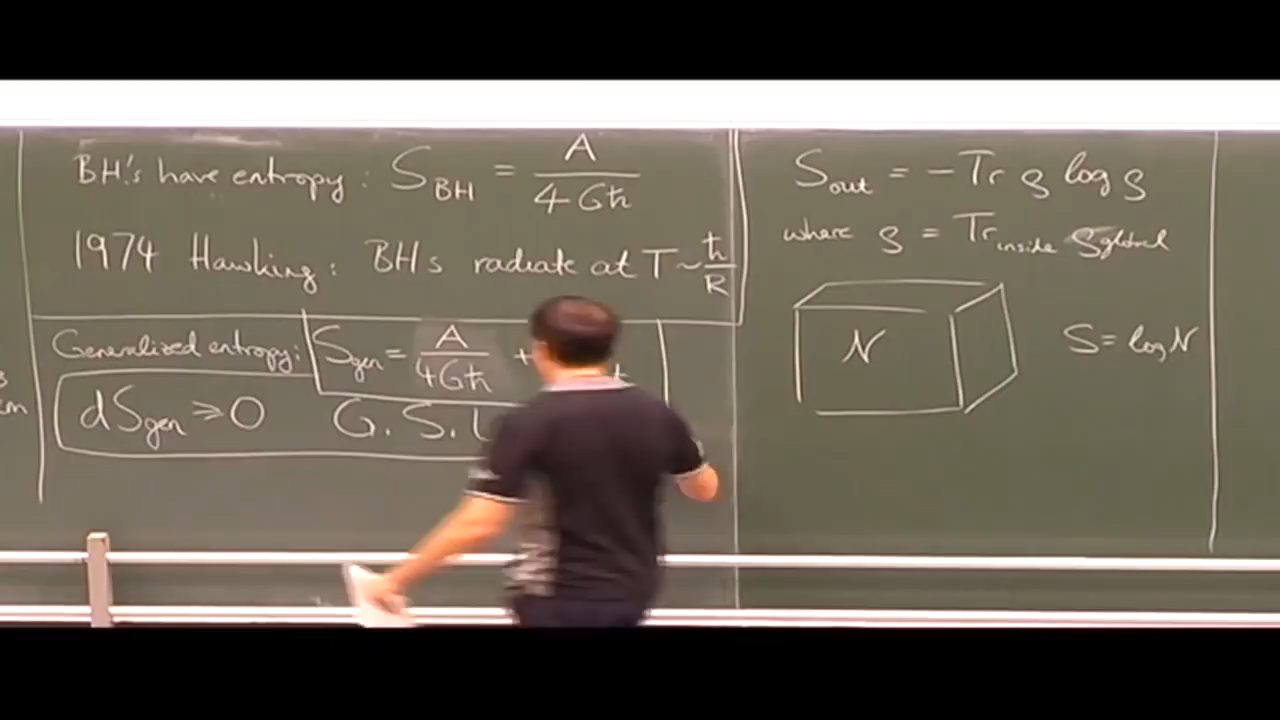 BH's have entropy: S_BH = A / 4Għ
1974 Hawking: BHs radiate at T ~ ħ / R
Generalized entropy: S_gen = A / 4Għ +
dS_gen ⩾ 0 G.S.L
S_out = -Tr ρ log ρ
where ρ = Tr_inside ρ_global
N
S = log N